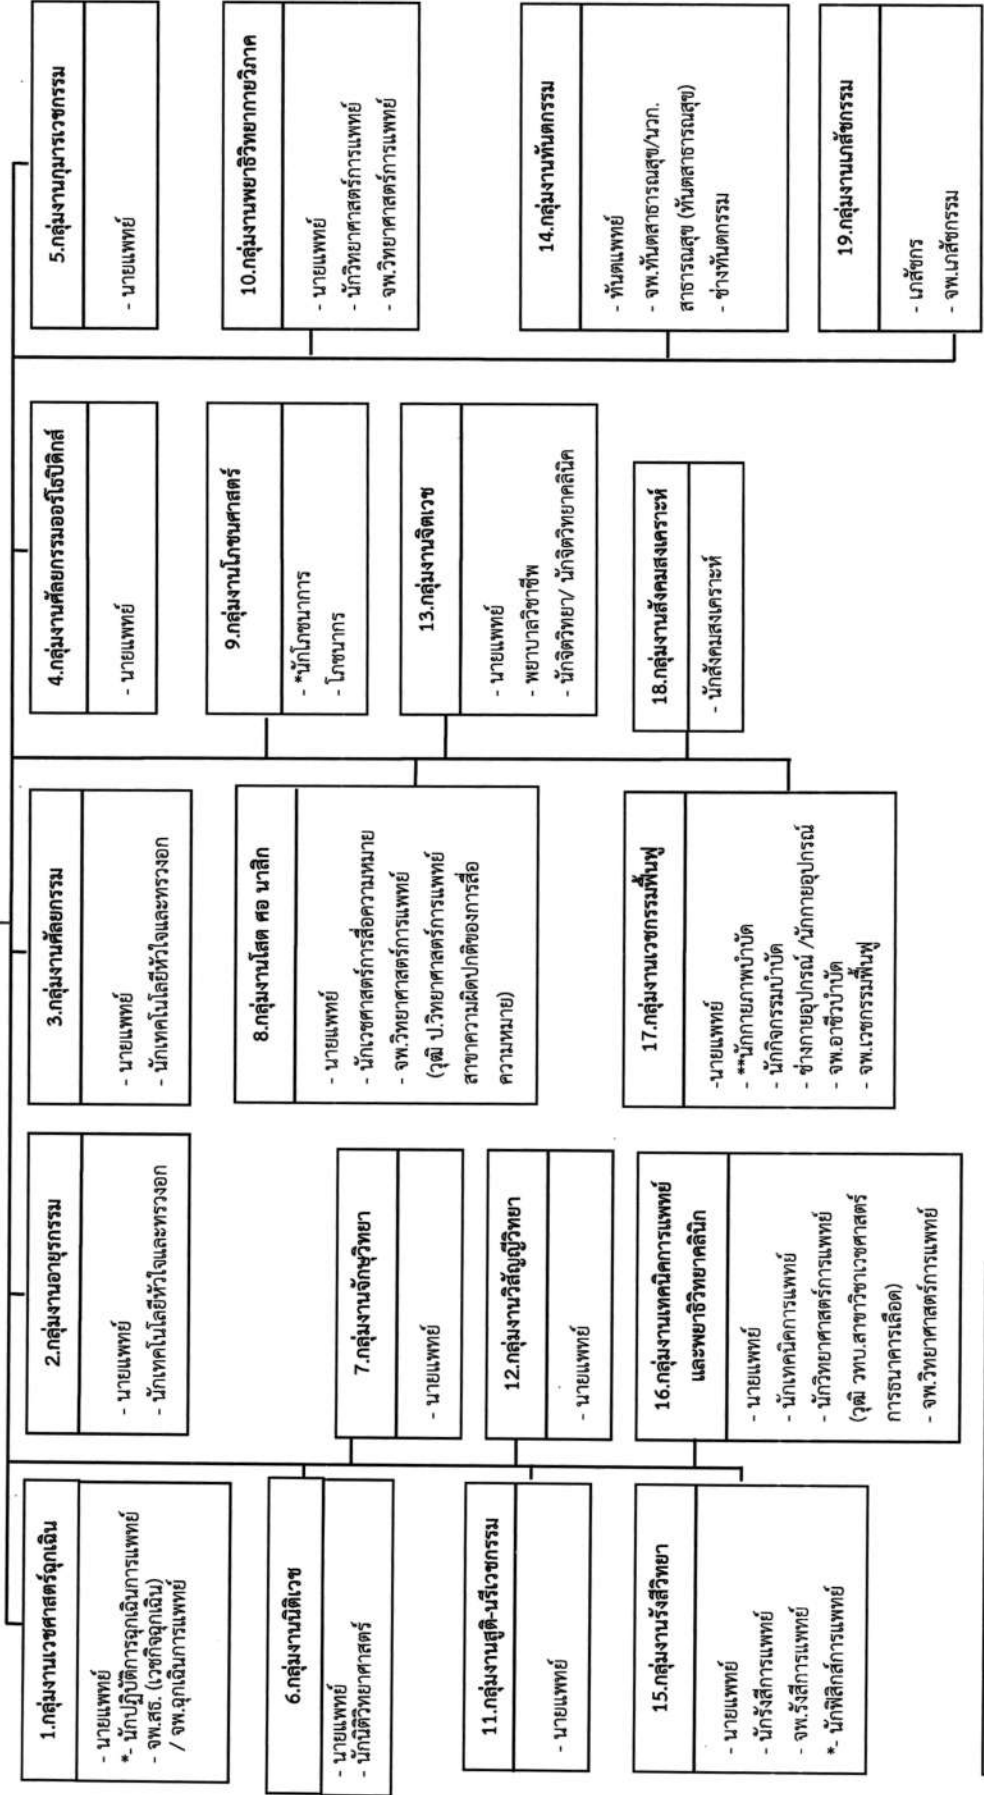 1.กลุ่มงานเวชศาสตร์ฉุกเฉิน
- นายแพทย์
*- นักปฏิบัติการฉุกเฉินการแพทย์
- จพ.สธ. (เวชกิจฉุกเฉิน)
/ จพ.ฉุกเฉินการแพทย์
2.กลุ่มงานอายุรกรรม
- นายแพทย์
- นักเทคโนโลยีหัวใจและทรวงอก
3.กลุ่มงานศัลยกรรม
- นายแพทย์
- นักเทคโนโลยีหัวใจและทรวงอก
4.กลุ่มงานศัลยกรรมออร์โธปิดิกส์
- นายแพทย์
5.กลุ่มงานกุมารเวชกรรม
- นายแพทย์
6.กลุ่มงานนิติเวช
- นายแพทย์
- นักนิติวิทยาศาสตร์
7.กลุ่มงานจักษุวิทยา
- นายแพทย์
8.กลุ่มงานโสต ศอ นาสิก
- นายแพทย์
- นักเวชศาสตร์การสื่อความหมาย
- จพ.วิทยาศาสตร์การแพทย์
(วุฒิ ป.วิทยาศาสตร์การแพทย์
สาขาความผิดปกติของการสื่อ
ความหมาย)
9.กลุ่มงานโภชนศาสตร์
- *นักโภชนาการ
- โภชนากร
10.กลุ่มงานพยาธิวิทยากายวิภาค
- นายแพทย์
- นักวิทยาศาสตร์การแพทย์
- จพ.วิทยาศาสตร์การแพทย์
11.กลุ่มงานสูติ-นรีเวชกรรม
- นายแพทย์
12.กลุ่มงานวิสัญญีวิทยา
- นายแพทย์
13.กลุ่มงานจิตเวช
- นายแพทย์
- พยาบาลวิชาชีพ
- นักจิตวิทยา/ นักจิตวิทยาคลินิค
14.กลุ่มงานทันตกรรม
- ทันตแพทย์
- จพ.ทันตสาธารณสุข/นวก.
สาธารณสุข (ทันตสาธารณสุข)
- ช่างทันตกรรม
15.กลุ่มงานรังสีวิทยา
- นายแพทย์
- นักรังสีการแพทย์
- จพ.รังสีการแพทย์
*- นักฟิสิกส์การแพทย์
16.กลุ่มงานเทคนิคการแพทย์
และพยาธิวิทยาคลินิก
- นายแพทย์
- นักเทคนิคการแพทย์
- นักวิทยาศาสตร์การแพทย์
(วุฒิ วทบ.สาขาวิชาเวชศาสตร์
การธนาคารเลือด)
- จพ.วิทยาศาสตร์การแพทย์
17.กลุ่มงานเวชกรรมฟื้นฟู
-นายแพทย์
- **นักกายภาพบำบัด
- นักกิจกรรมบำบัด
- ช่างกายอุปกรณ์ /นักกายอุปกรณ์
- จพ.อาชีวบำบัด
- จพ.เวชกรรมฟื้นฟู
18.กลุ่มงานสังคมสงเคราะห์
- นักสังคมสงเคราะห์
19.กลุ่มงานเภสัชกรรม
- เภสัชกร
- จพ.เภสัชกรรม